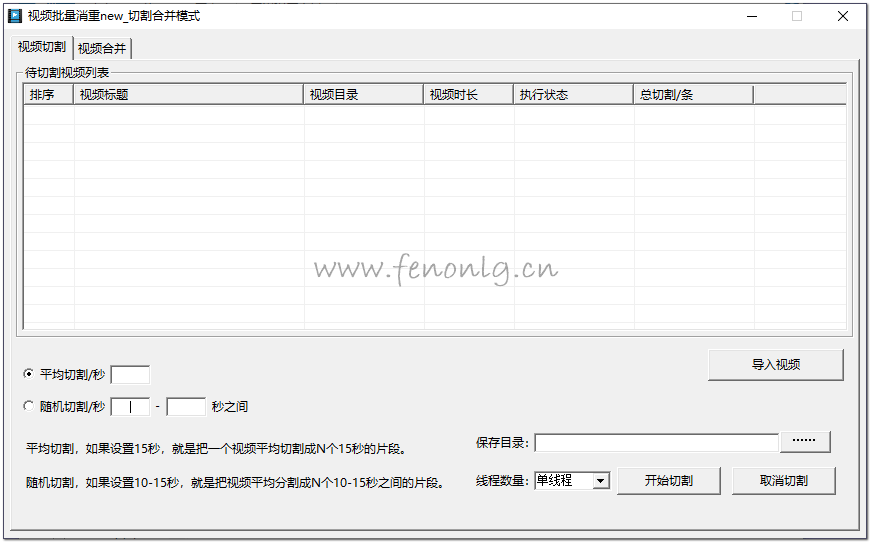 视频批量消重new_切割合并模式
视频切割 视频合并
待切割视频列表
排序 视频标题 视频目录 视频时长 执行状态 总切割/条
www.fenonlg.cn
导入视频
平均切割/秒
随机切割/秒 - 秒之间
平均切割，如果设置15秒，就是把一个视频平均切割成N个15秒的片段。
保存目录： ······
随机切割，如果设置10-15秒，就是把视频平均分割成N个10-15秒之间的片段。
线程数量： 单线程 开始切割 取消切割